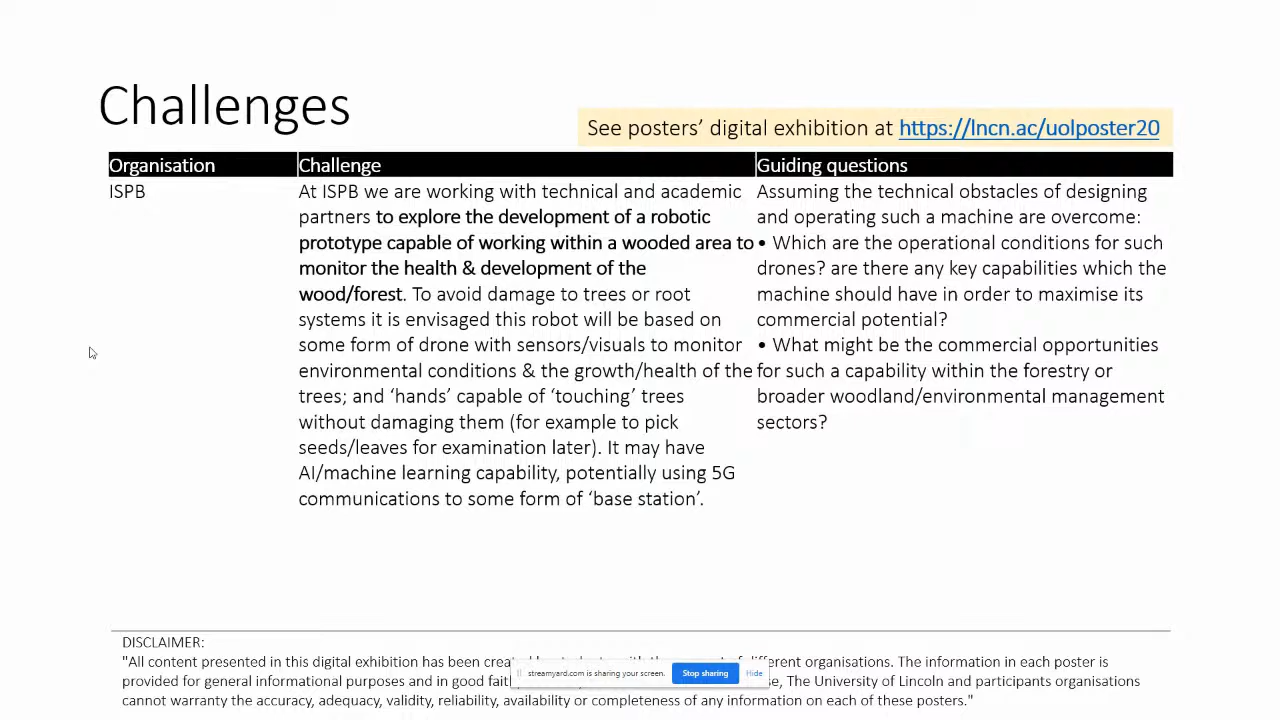 Challenges
See posters’ digital exhibition at https://lncn.ac/uolposter20
Organisation Challenge Guiding questions
ISPB
At ISPB we are working with technical and academic
partners to explore the development of a robotic
prototype capable of working within a wooded area to
monitor the health & development of the
wood/forest. To avoid damage to trees or root
systems it is envisaged this robot will be based on
some form of drone with sensors/visuals to monitor
environmental conditions & the growth/health of the
trees; and ‘hands’ capable of ‘touching’ trees
without damaging them (for example to pick
seeds/leaves for examination later). It may have
AI/machine learning capability, potentially using 5G
communications to some form of ‘base station’.
Assuming the technical obstacles of designing
and operating such a machine are overcome:
• Which are the operational conditions for such
drones? are there any key capabilities which the
machine should have in order to maximise its
commercial potential?
• What might be the commercial opportunities
for such a capability within the forestry or
broader woodland/environmental management
sectors?
DISCLAIMER:
"All content presented in this digital exhibition has been different organisations. The information in each poster is
provided for general informational purposes and in good The University of Lincoln and participants organisations
cannot warranty the accuracy, adequacy, validity, reliability, availability or completeness of any information on each of these posters."
streamyard.com is sharing your screen. Stop sharing Hide